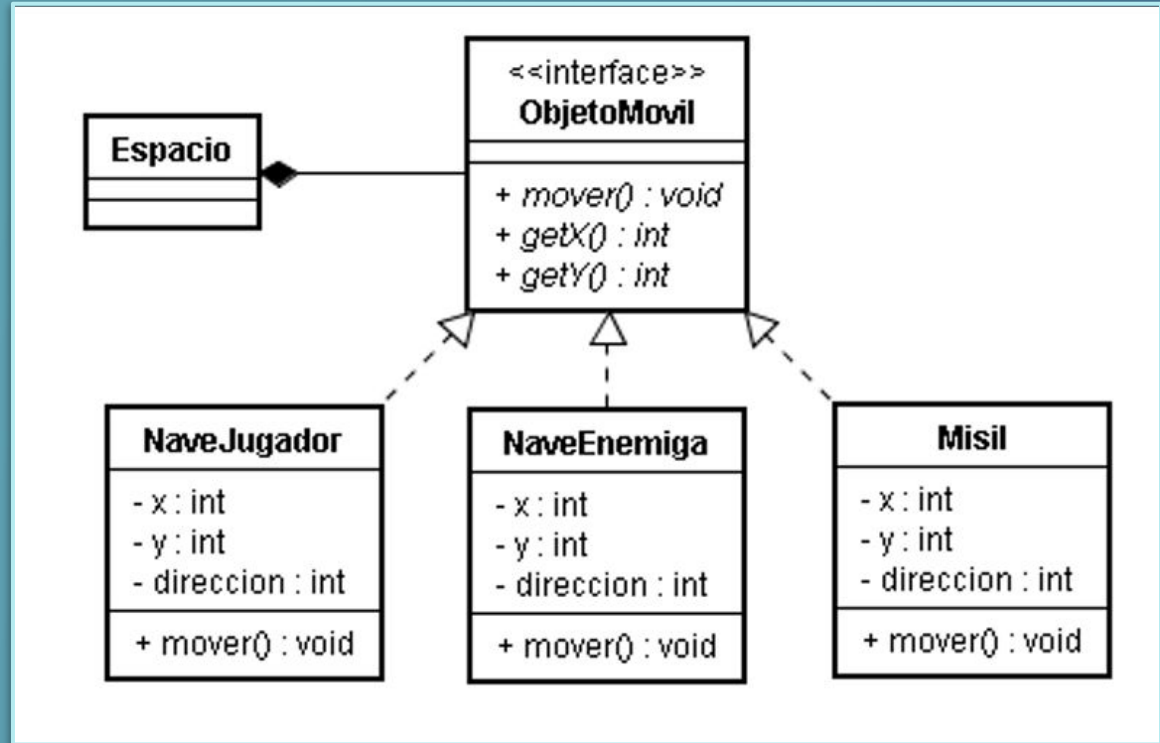 Espacio
<<interface>>
ObjetoMovil
+ mover() : void
+ getX() : int
+ getY() : int
NaveJugador
- x : int
- y : int
- direccion : int
+ mover() : void
NaveEnemiga
- x : int
- y : int
- direccion : int
+ mover() : void
Misil
- x : int
- y : int
- direccion : int
+ mover() : void